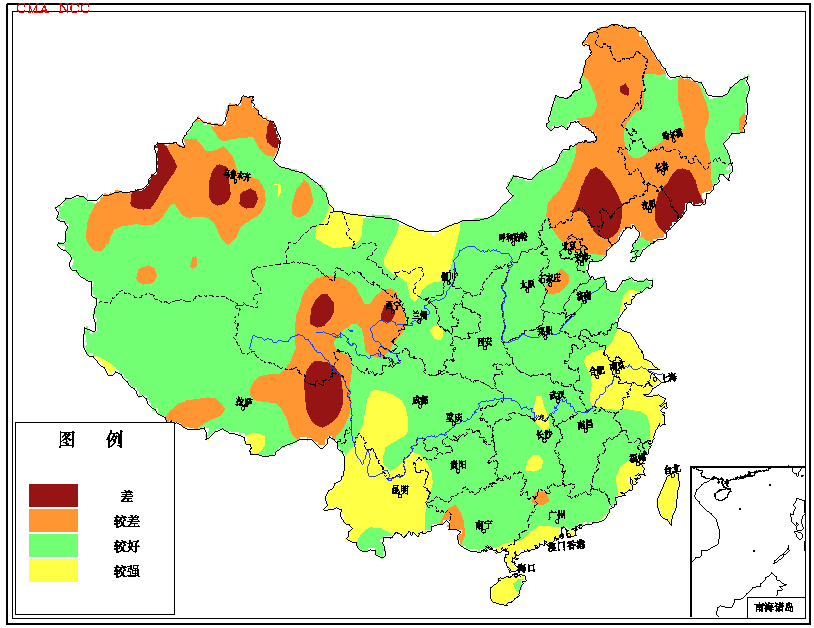 CMA NCC
哈尔滨
长春
乌鲁木齐
沈阳
呼和浩特
北京
天津
银川
石家庄
太原
济南
西宁
兰州
郑州
西安
合肥
南京
上海
拉萨
成都
武汉
重庆
南昌
长沙
图 例
贵阳
福州
台北
昆明
差
较差
广州
南宁
较好
澳门
香港
较强
海口
南海诸岛